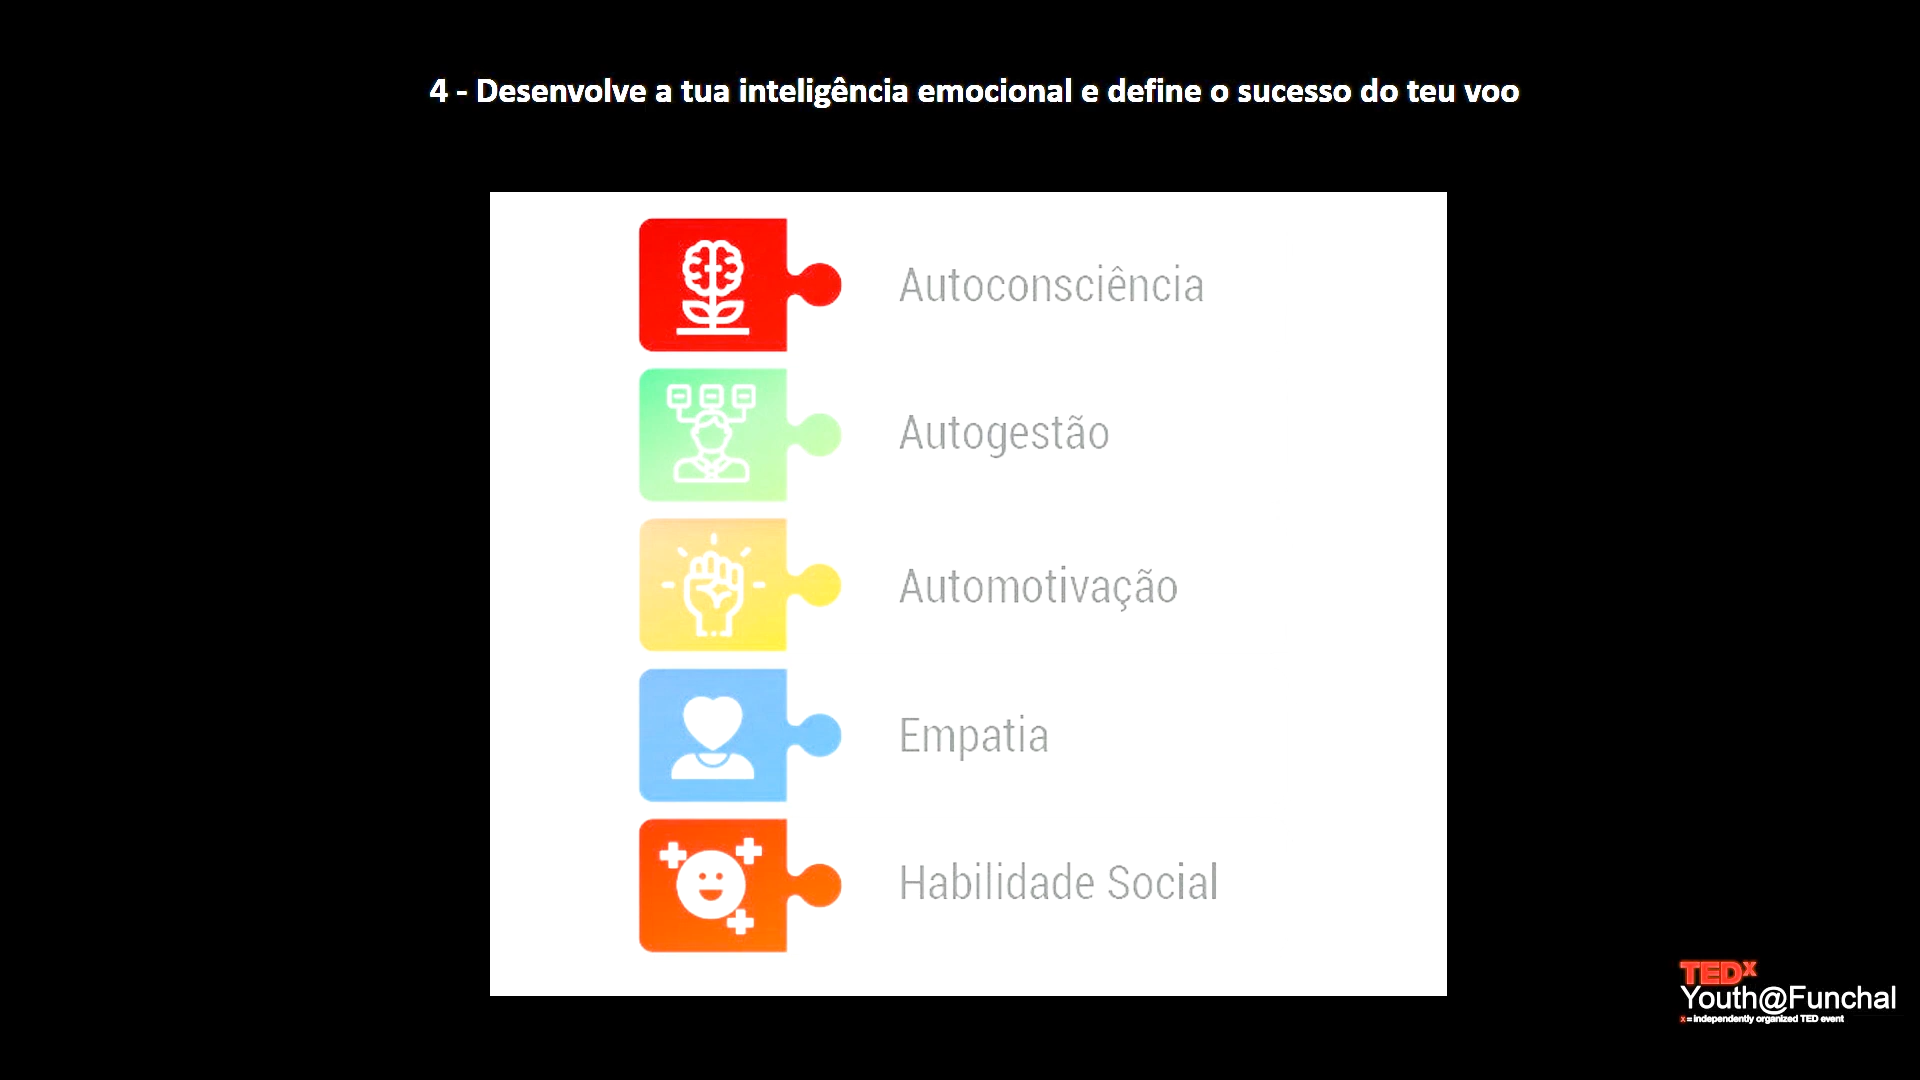 4 - Desenvolve a tua inteligência emocional e define o sucesso do teu voo
Autoconsciência
Autogestão
Automotivação
Empatia
Habilidade Social
TEDx
Youth@Funchal
x = independently organized TED event